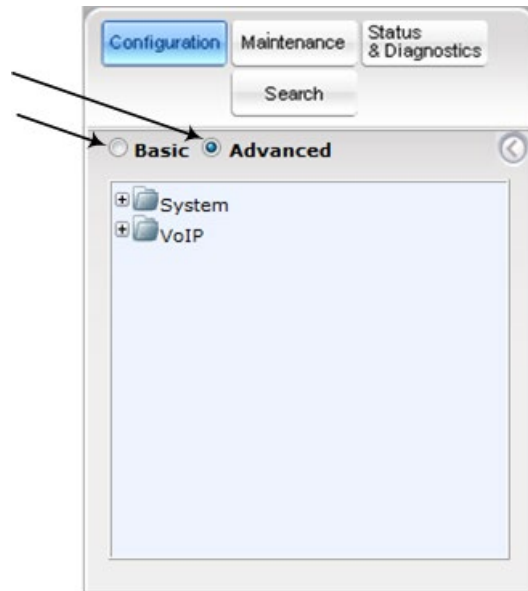 Configuration Maintenance Status
& Diagnostics
Search
Basic Advanced
System
VoIP